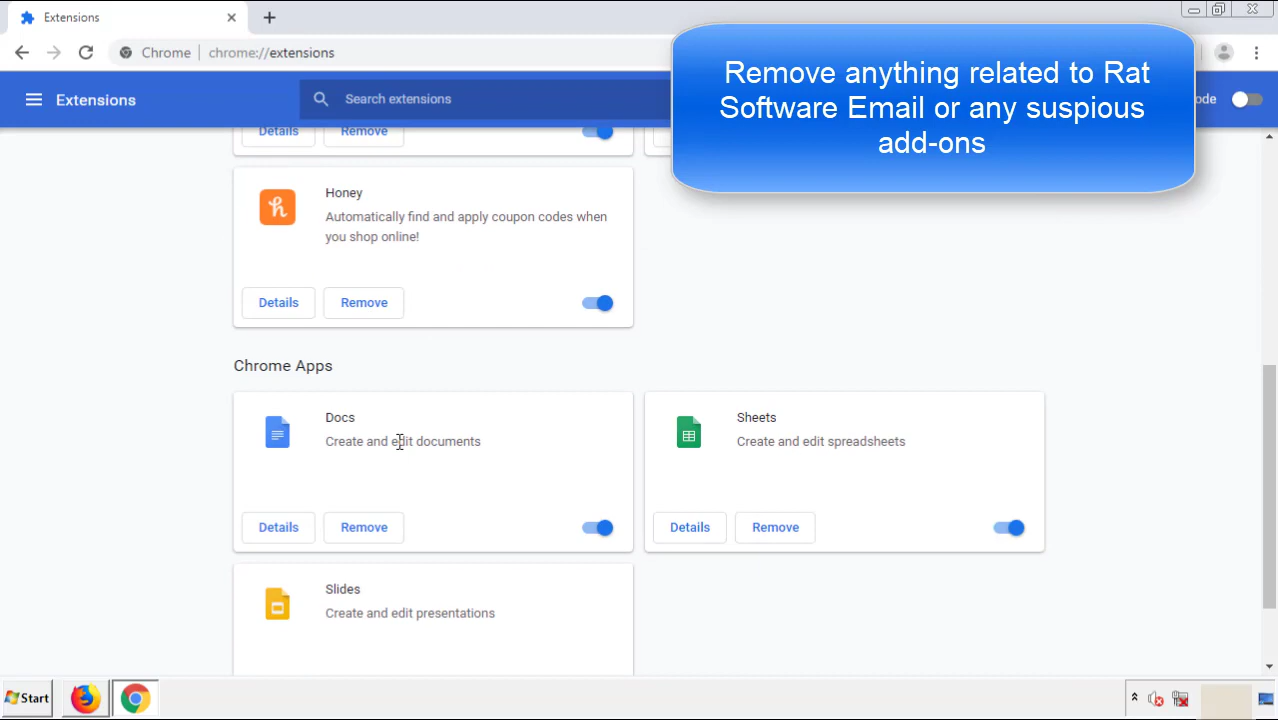 Extensions
Chrome
chrome://extensions
Extensions
Search extensions
ode
Remove anything related to Rat
Software Email or any suspious
add-ons
Details
Remove
Honey
Automatically find and apply coupon codes when
you shop online!
Details
Remove
Chrome Apps
Docs
Create and edit documents
Details
Remove
Sheets
Create and edit spreadsheets
Details
Remove
Slides
Create and edit presentations
Start